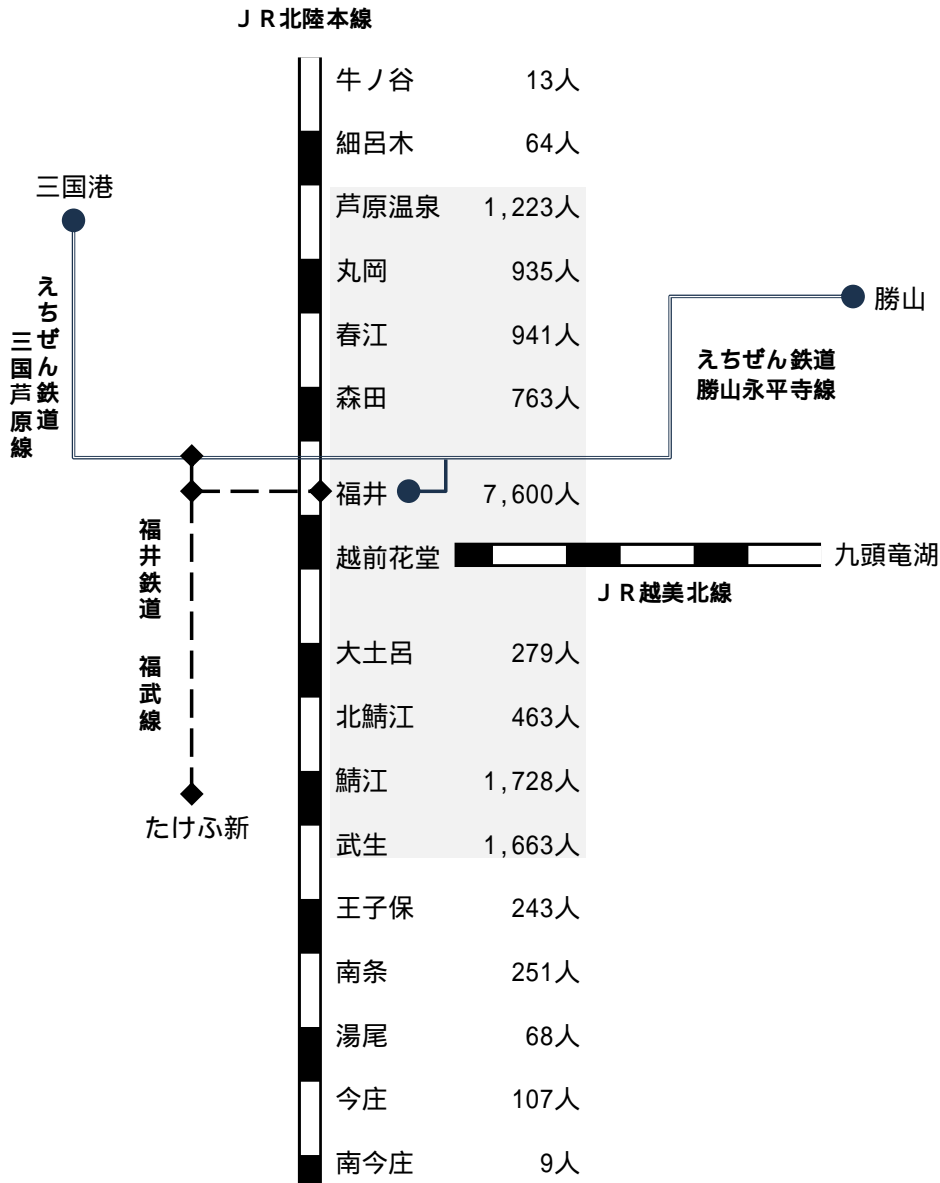 JR北陸本線
牛ノ谷 13人
細呂木 64人
三国港
芦原温泉 1,223人
丸岡 935人
勝山
えちぜん鉄道
三国芦原線
春江 941人
えちぜん鉄道
勝山永平寺線
森田 763人
福井 7,600人
越前花堂
九頭竜湖
JR越美北線
福井鉄道 福武線
大土呂 279人
北鯖江 463人
鯖江 1,728人
たけふ新
武生 1,663人
王子保 243人
南条 251人
湯尾 68人
今庄 107人
南今庄 9人